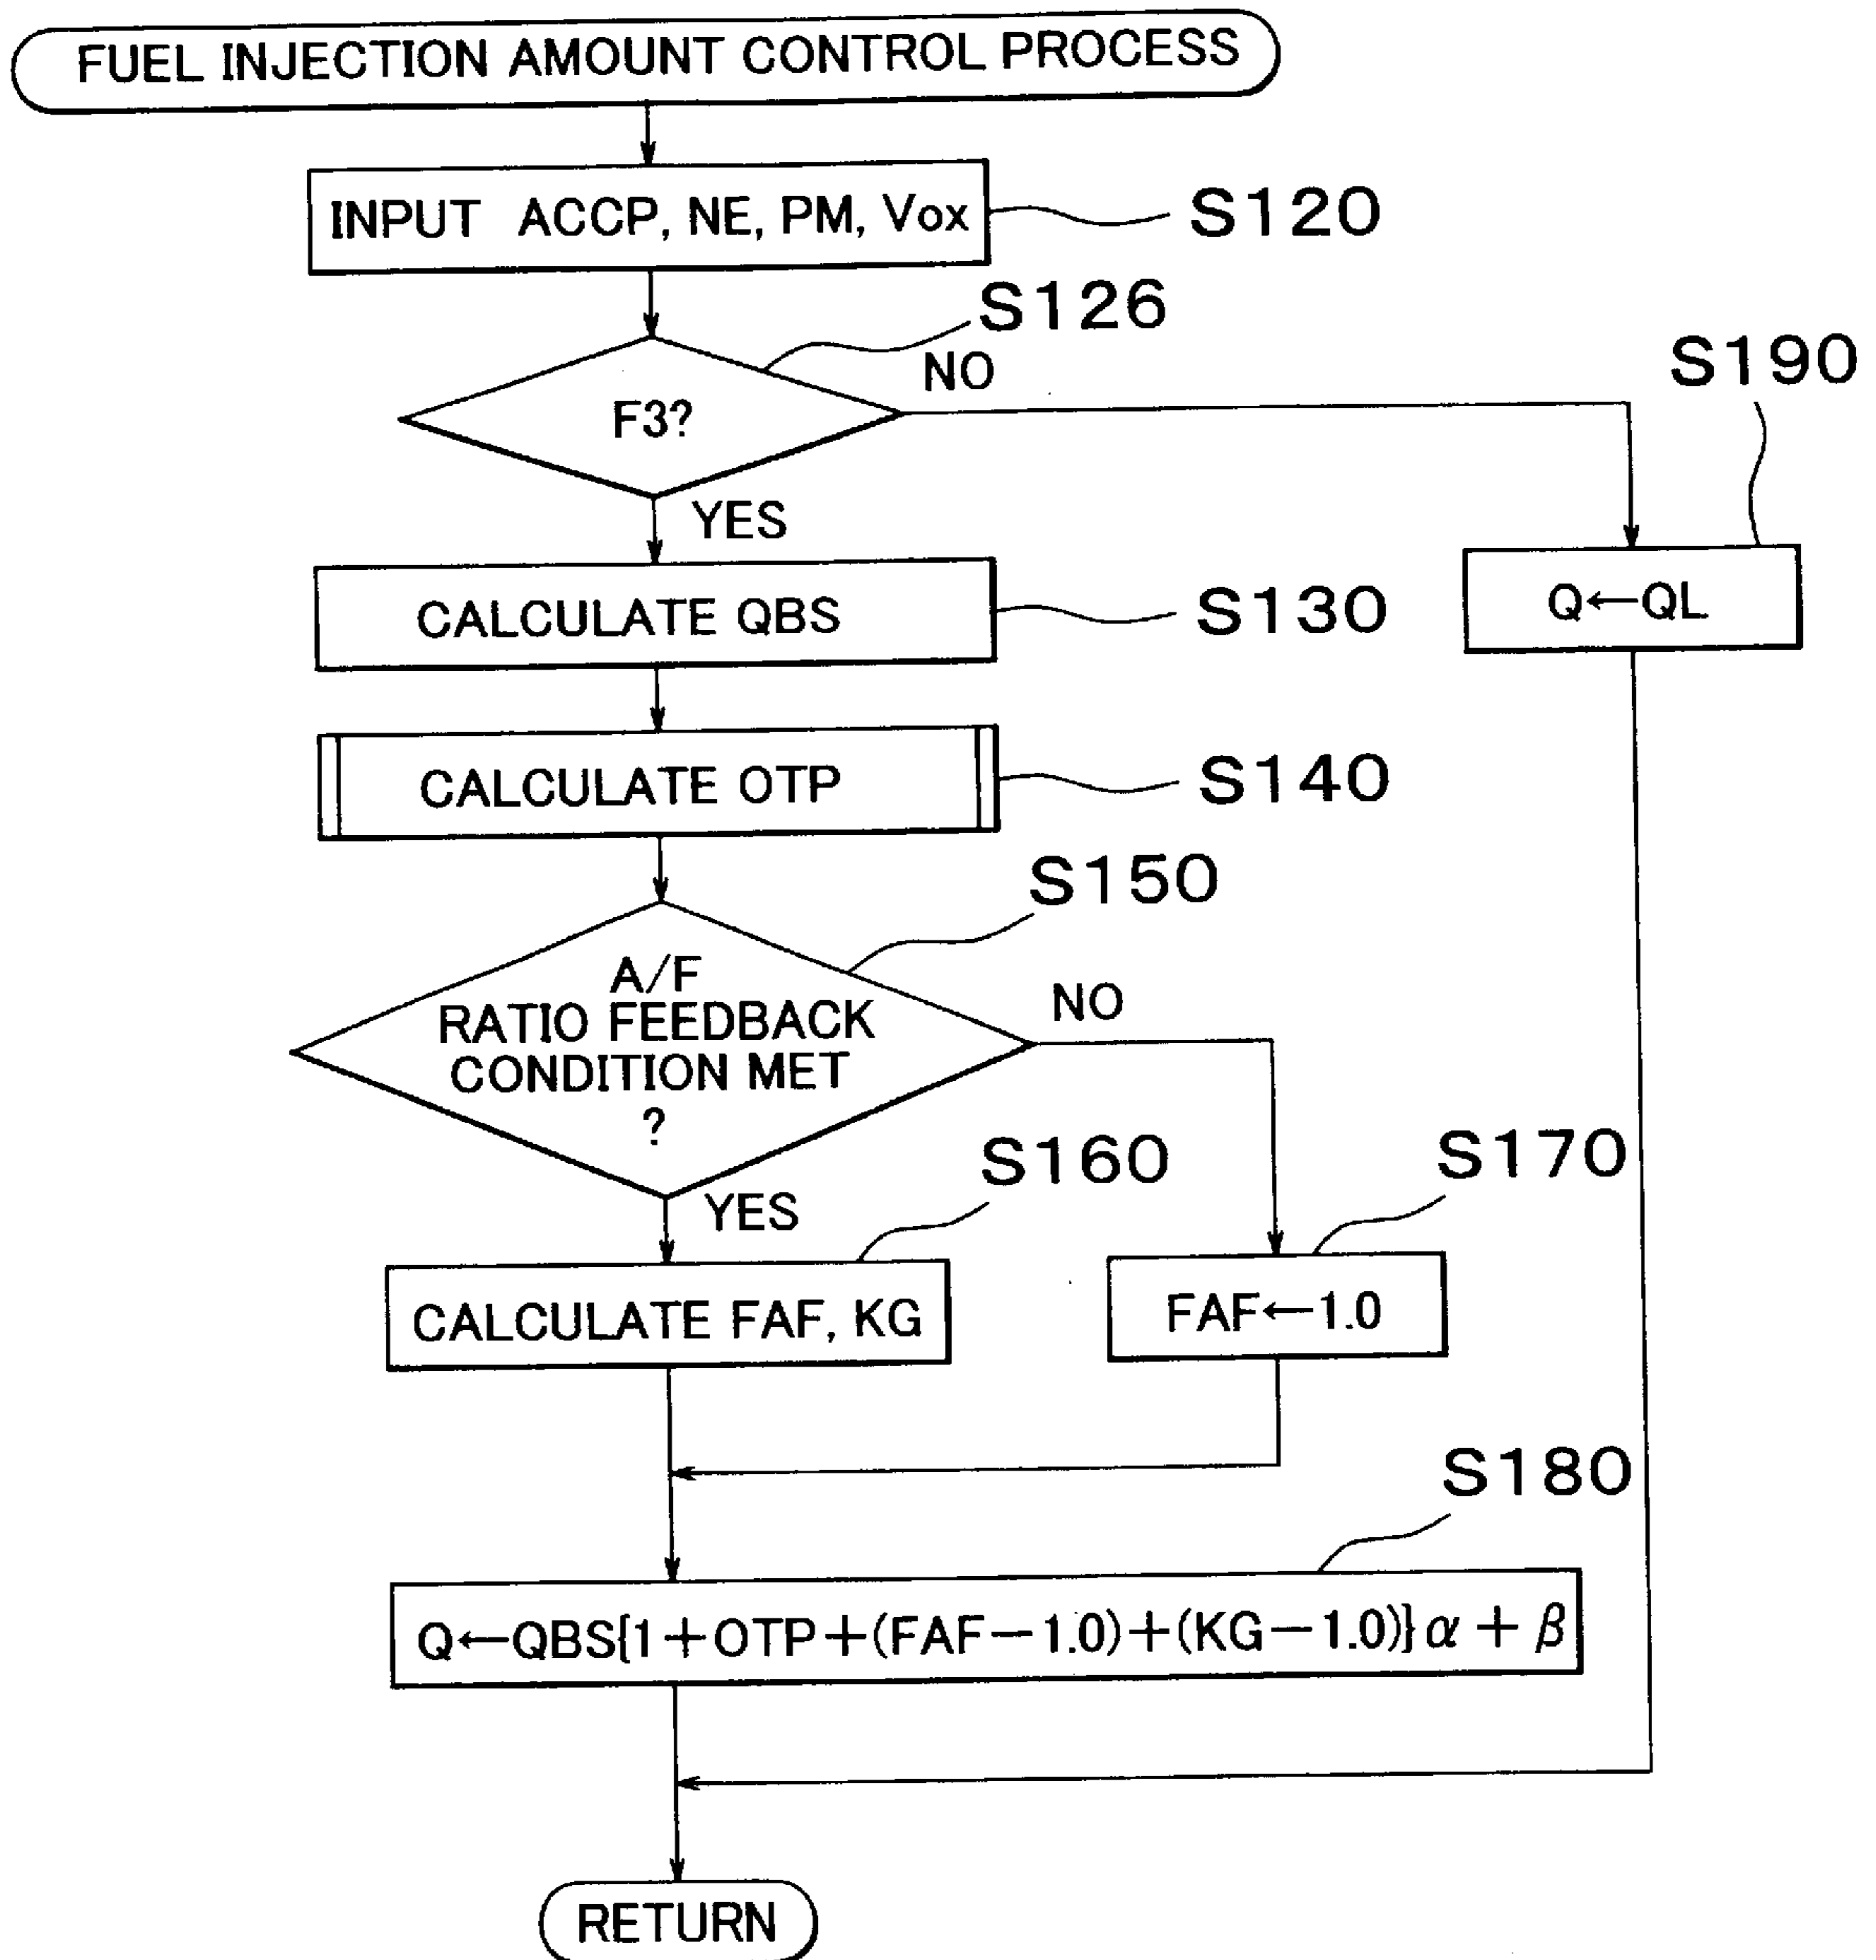 FUEL INJECTION AMOUNT CONTROL PROCESS
INPUT ACCP, NE, PM, Vox
S120
S126
F3?
NO
S190
YES
Q←QL
CALCULATE QBS
S130
CALCULATE OTP
S140
S150
A/F
RATIO FEEDBACK
CONDITION MET
?
NO
YES
S160
S170
CALCULATE FAF, KG
FAF←1.0
S180
Q←QBS{1+OTP+(FAF−1.0)+(KG−1.0)}α+β
RETURN